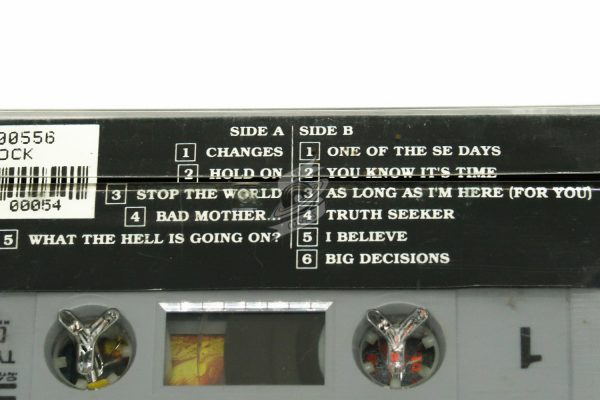 00556
OCK
00054
SIDE A
1 CHANGES
2 HOLD ON
3 STOP THE WORLD
4 BAD MOTHER...
5 WHAT THE HELL IS GOING ON?
SIDE B
1 ONE OF THE SE DAYS
2 YOU KNOW IT'S TIME
3 AS LONG AS I'M HERE (FOR YOU)
4 TRUTH SEEKER
5 I BELIEVE
6 BIG DECISIONS
1